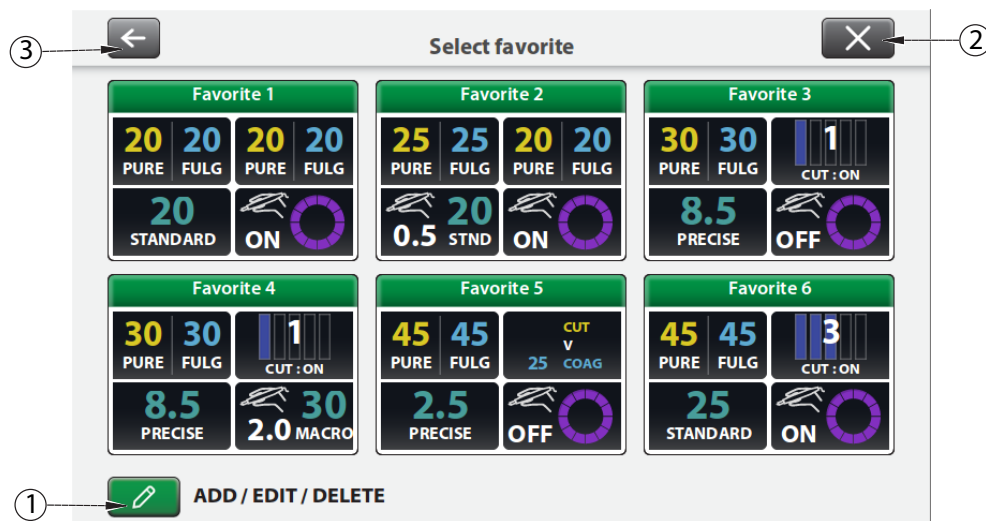 3
Select favorite
2
Favorite 1
20 20 20 20
PURE FULG PURE FULG
20
STANDARD ON
Favorite 2
25 25 20 20
PURE FULG PURE FULG
20
0.5 STND ON
Favorite 3
30 30 1
PURE FULG CUT : ON
8.5
PRECISE OFF
Favorite 4
30 30 1
PURE FULG CUT : ON
8.5 30
PRECISE 2.0 MACRO
Favorite 5
45 45 CUT
V
PURE FULG 25 COAG
2.5
PRECISE OFF
Favorite 6
45 45 3
PURE FULG CUT : ON
25
STANDARD ON
1
ADD / EDIT / DELETE